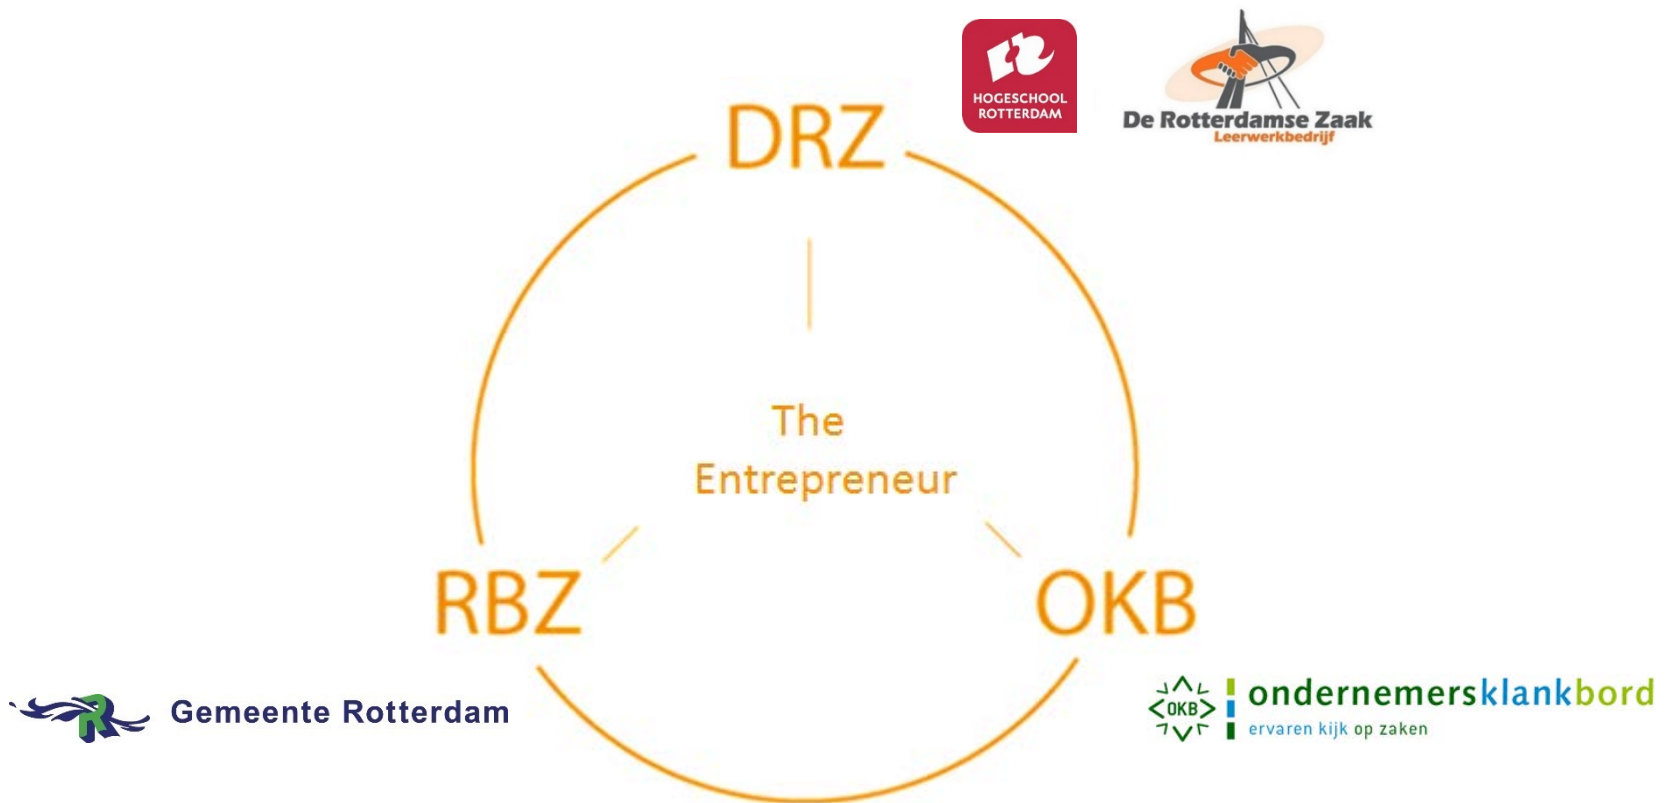 HOGESCHOOL
ROTTERDAM
De Rotterdamse Zaak
Leerwerkbedrijf
DRZ
The
Entrepreneur
RBZ
OKB
Gemeente Rotterdam
OKB
ondernemersklankbord
ervaren kijk op zaken